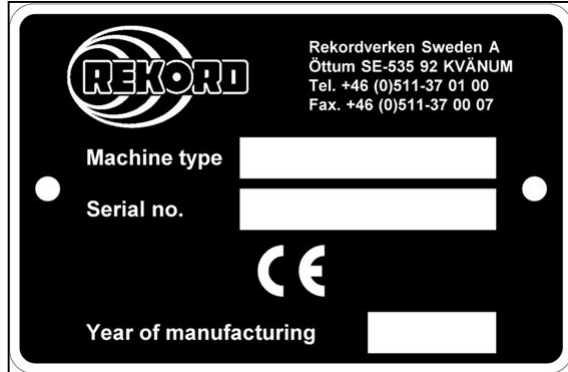 REKORD
Rekordverken Sweden A
Öttum SE-535 92 KVÄNUM
Tel. +46 (0)511-37 01 00
Fax. +46 (0)511-37 00 07
Machine type
Serial no.
CE
Year of manufacturing